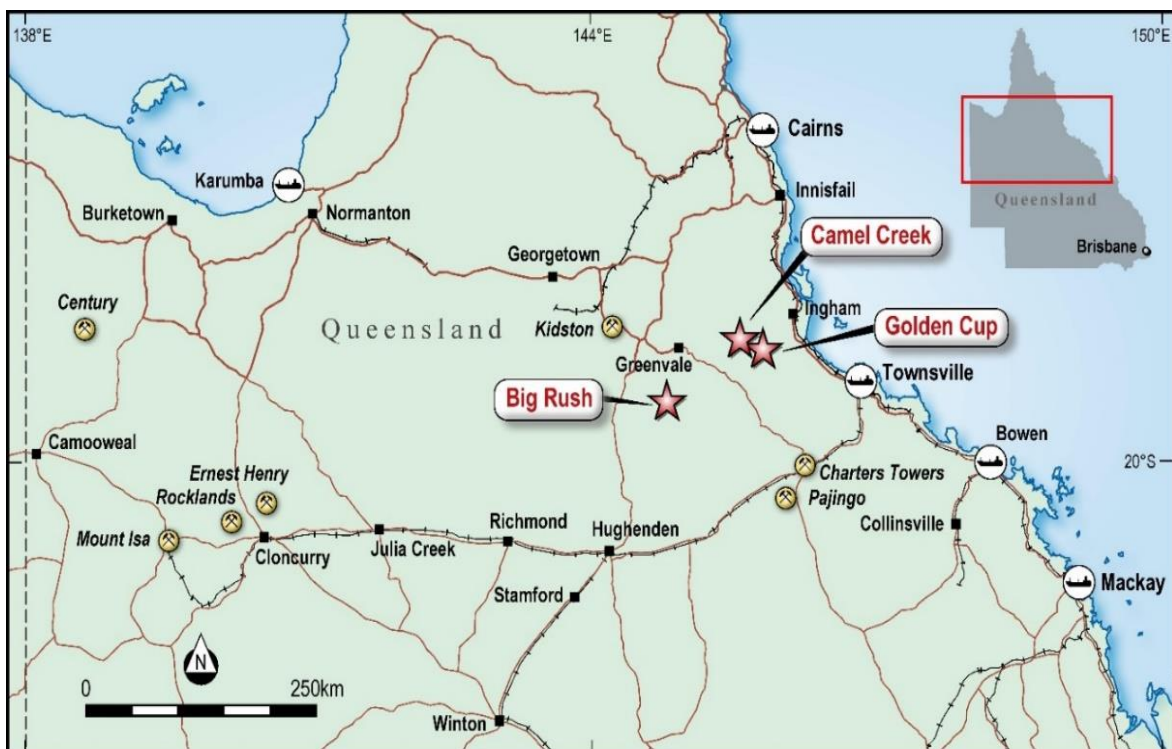 138°E
144°E
150°E
Cairns
Karumba
Innisfail
Burketown
Normanton
Camel Creek
Queensland
Brisbane
Georgetown
Century
Queensland
Kidston
Ingham
Golden Cup
Greenvale
Townsville
Big Rush
Bowen
Camooweal
20°S
Ernest Henry
Charters Towers
Rocklands
Pajingo
Richmond
Hughenden
Collinsville
Mount Isa
Cloncurry
Julia Creek
Stamford
Mackay
N
0
250km
Winton